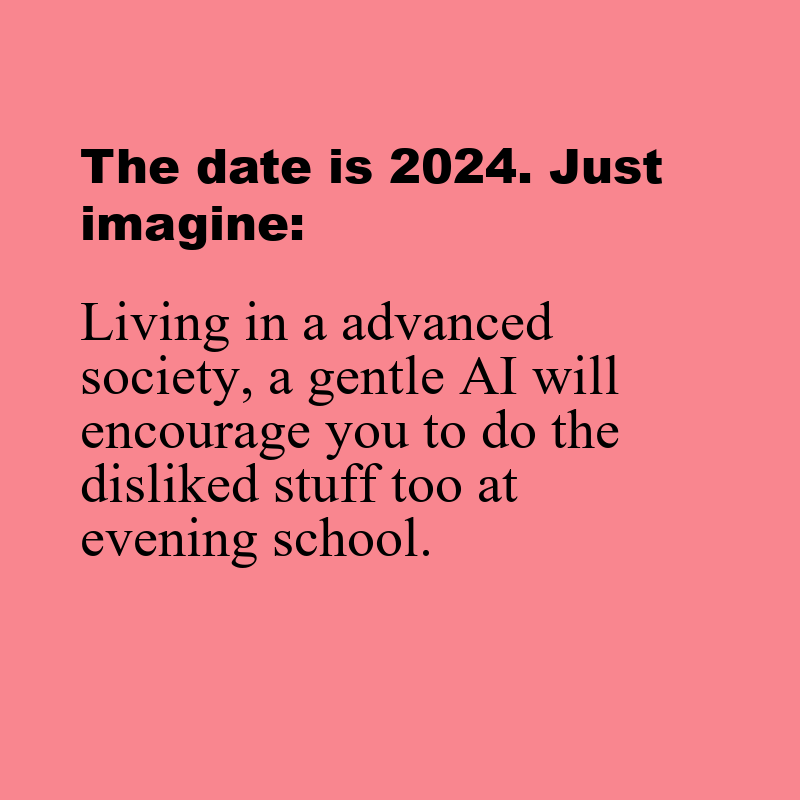 The date is 2024. Just
imagine:
Living in a advanced
society, a gentle AI will
encourage you to do the
disliked stuff too at
evening school.